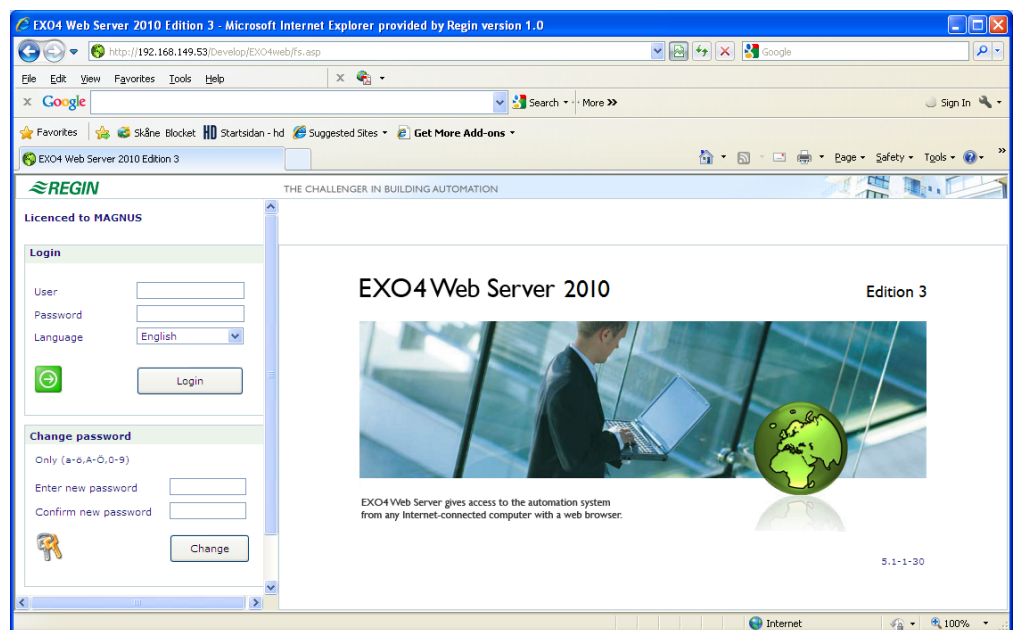 EXO4 Web Server 2010 Edition 3 - Microsoft Internet Explorer provided by Regin version 1.0
http://192.168.149.53/Develop/EXO4web/fs.asp
Google
File Edit View Favorites Tools Help
x
x Google
Search
More »
Sign In
Favorites
Skåne Blocket
HD Startsidan - hd
Suggested Sites
Get More Add-ons
EXO4 Web Server 2010 Edition 3
Page Safety Tools
»
REGIN
THE CHALLENGER IN BUILDING AUTOMATION
Licenced to MAGNUS
Login
User
Password
Language
English
Login
Change password
Only (a-ö,A-Ö,0-9)
Enter new password
Confirm new password
Change
EXO4 Web Server 2010
Edition 3
EXO4 Web Server gives access to the automation system
from any Internet-connected computer with a web browser.
5.1-1-30
Internet
100%